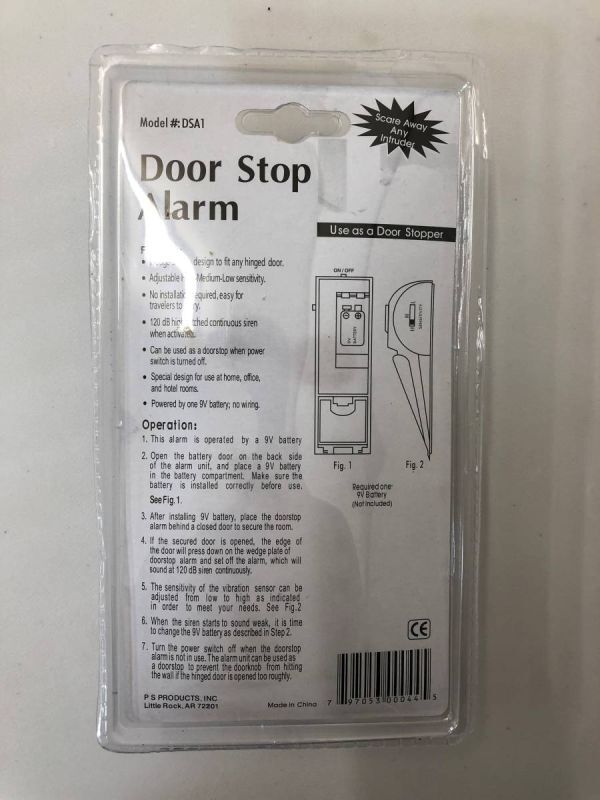 Model #: DSA1
Scare Away
Any
Intruder
Door Stop
Alarm
Use as a Door Stopper
design to fit any hinged door.
• Adjustable Medium-Low sensitivity.
• No required, easy for
travelers to
• 120 dB continuous siren
when
• Can be used as a doorstop when power
switch is turned off.
• Special design for use at home, office,
and hotel rooms.
• Powered by one 9V battery; no wiring.
ON / OFF
9V
BATTERY
SENSITIVITY
Fig. 1
Fig. 2
Required one
9V Battery
(Not Included)
Operation:
1. This alarm is operated by a 9V battery
2. Open the battery door on the back side
of the alarm unit, and place a 9V battery
in the battery compartment. Make sure the
battery is installed correctly before use.
See Fig.1.
3. After installing 9V battery, place the doorstop
alarm behind a closed door to secure the room.
4. If the secured door is opened, the edge of
the door will press down on the wedge plate of
doorstop alarm and set off the alarm, which will
sound at 120 dB siren continuously.
5. The sensitivity of the vibration sensor can be
adjusted from low to high as indicated
in order to meet your needs. See Fig.2
6. When the siren starts to sound weak, it is time
to change the 9V battery as described in Step 2.
7. Turn the power switch off when the doorstop
alarm is not in use. The alarm unit can be used as
a doorstop to prevent the doorknob from hitting
the wall if the hinged door is opened too roughly.
CE
P S PRODUCTS, INC
Little Rock, AR 72201
Made in China
7 97053 00044 5